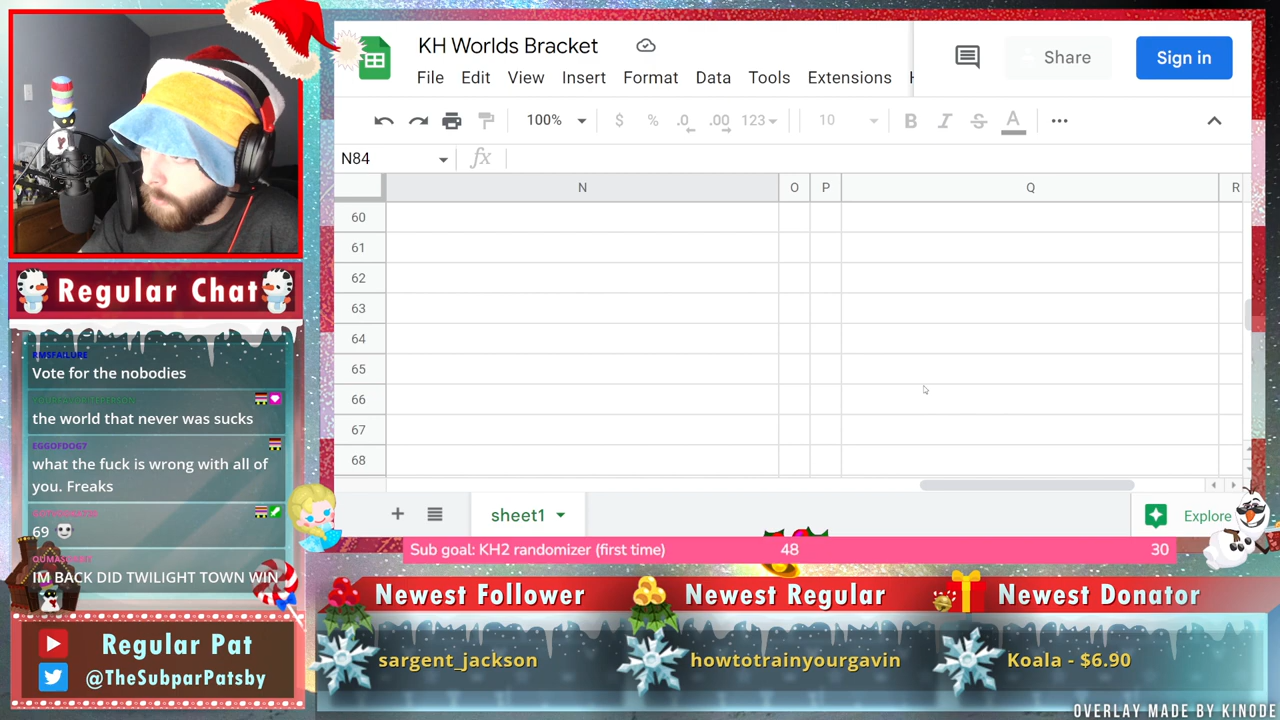 KH Worlds Bracket
Share
Sign in
File Edit View Insert Format Data Tools Extensions
100% $ % .0 .00 123 10 B I S A
N84 fx
N O P Q R
60
61
62
63
64
65
66
67
68
sheet1
Explore
Regular Chat
RMSFAILURE
Vote for the nobodies
the world that never was sucks
EGGOFDOG7
what the fuck is wrong with all of
you. Freaks
69
IM BACK DID TWILIGHT TOWN WIN
Regular Pat
@TheSubparPatsby
Sub goal: KH2 randomizer (first time) 48 30
Newest Follower
sargent_jackson
Newest Regular
howtotrainyourgavin
Newest Donator
Koala - $6.90
OVERLAY MADE BY KINODE